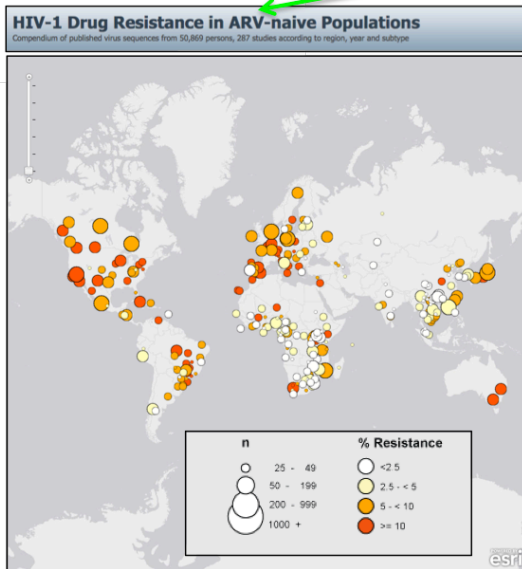 HIV-1 Drug Resistance in ARV-naive Populations
Compendium of published virus sequences from 50,869 persons, 287 studies according to region, year and subtype
n
25 - 49
50 - 199
200 - 999
1000 +
% Resistance
<2.5
2.5 - < 5
5 - < 10
>= 10
esri